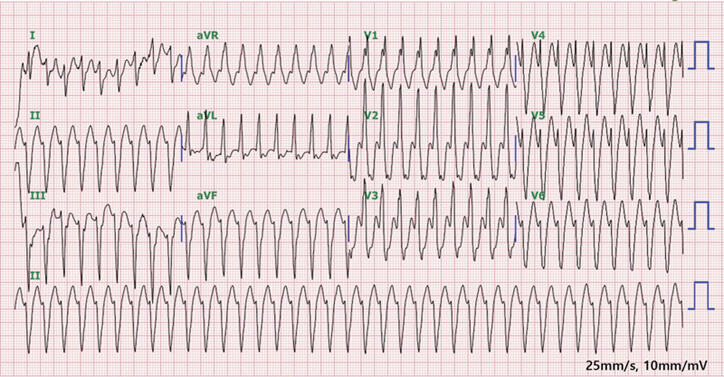 I aVR V1 V4
II aVL V2 V5
III aVF V3 V6
II
25mm/s, 10mm/mV